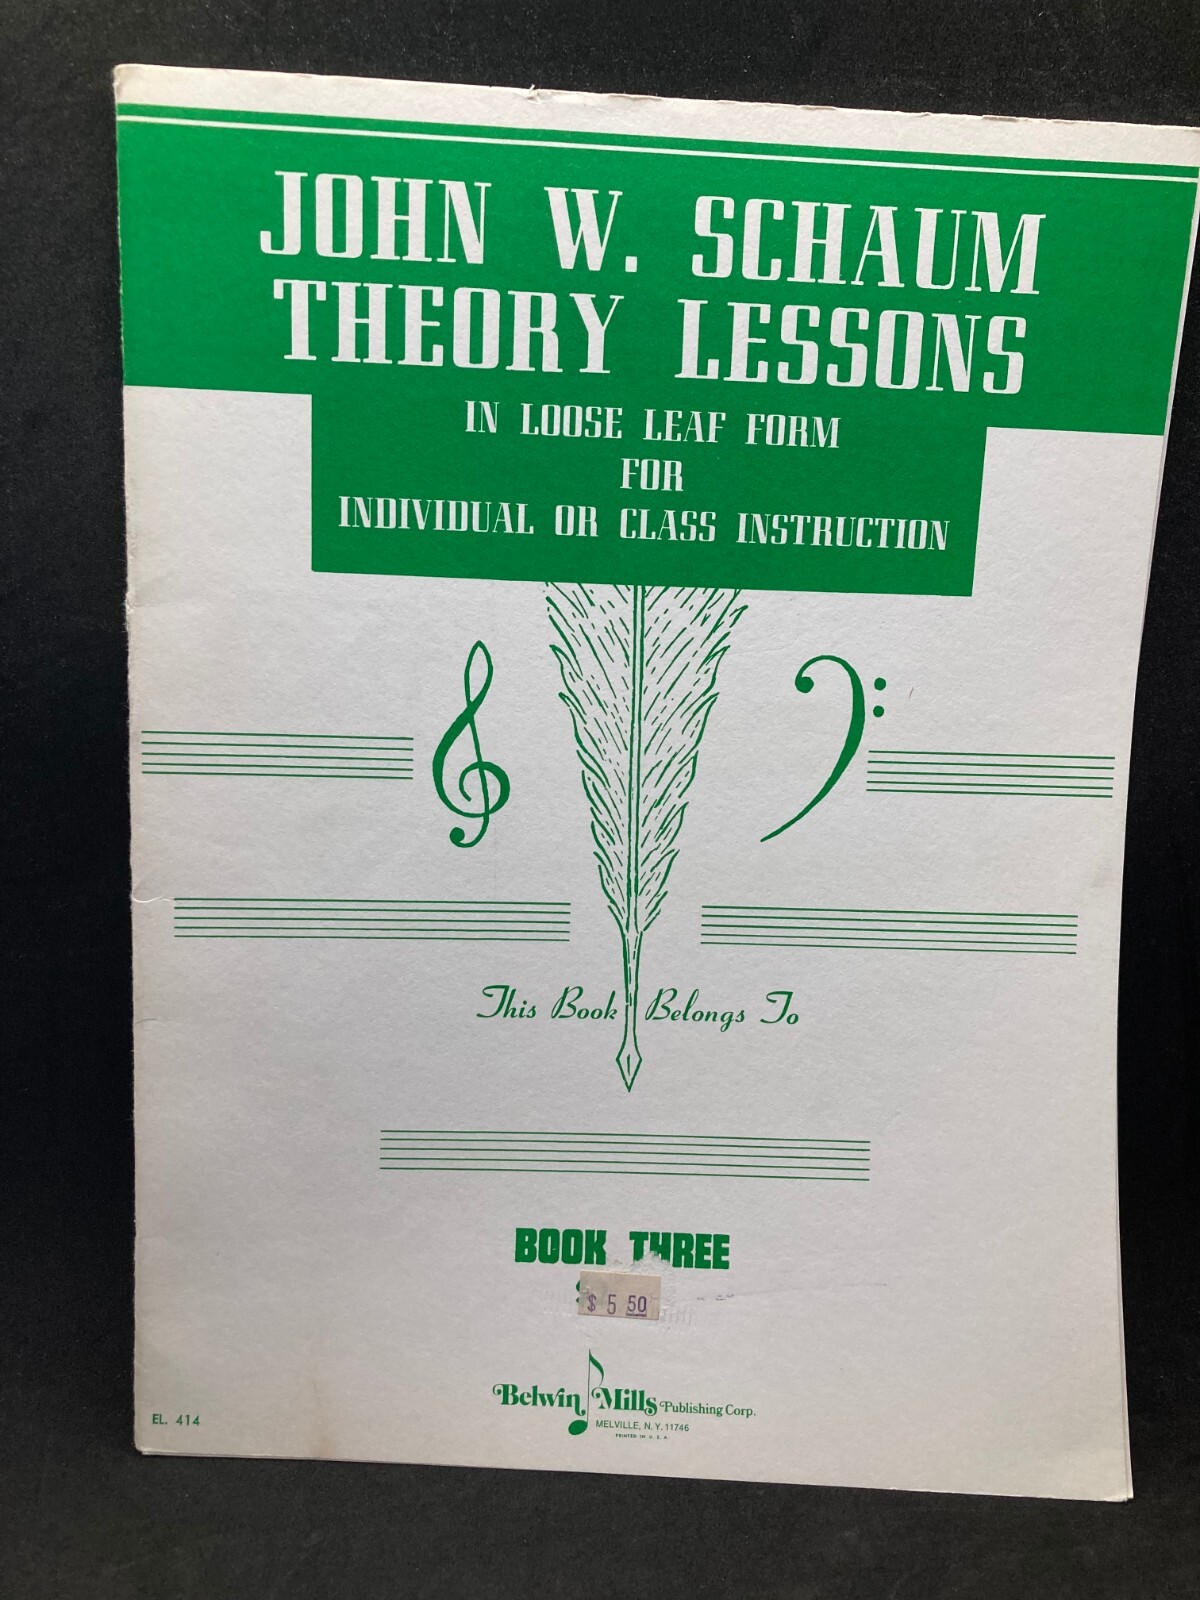 JOHN W. SCHAUM
THEORY LESSONS
IN LOOSE LEAF FORM
FOR
INDIVIDUAL OR CLASS INSTRUCTION
This Book Belongs To
BOOK THREE
$ 5 50
Belwin Mills Publishing Corp.
MELVILLE, N. Y. 11746
PRINTED IN U. S. A.
EL. 414